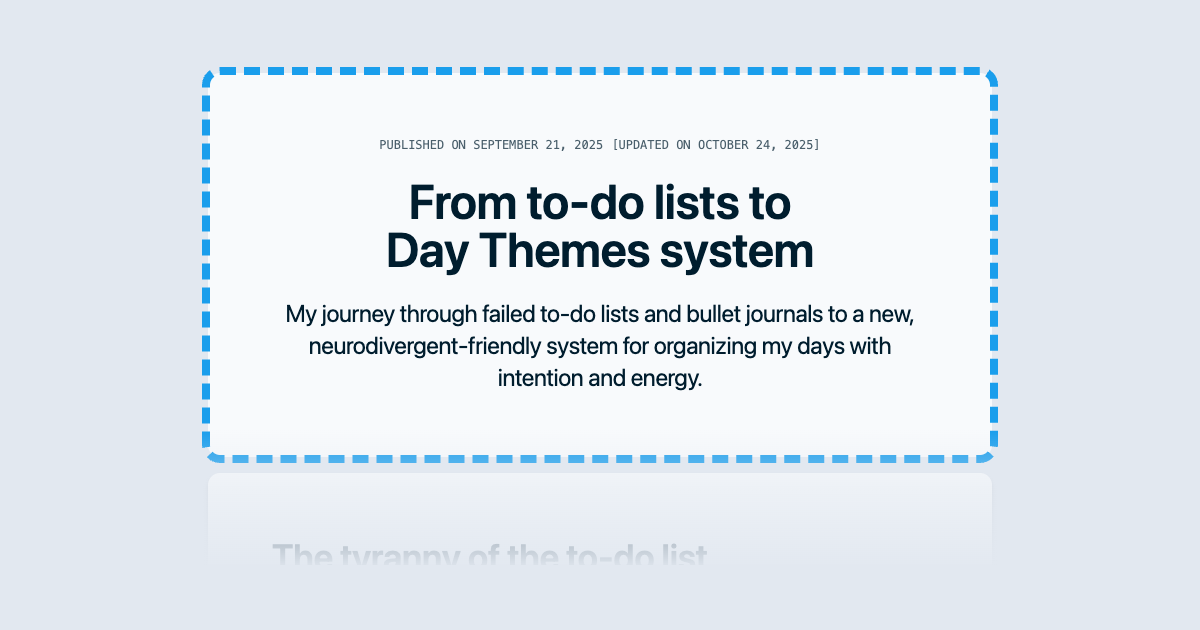 PUBLISHED ON SEPTEMBER 21, 2025 [UPDATED ON OCTOBER 24, 2025]
From to-do lists to
Day Themes system
My journey through failed to-do lists and bullet journals to a new,
neurodivergent-friendly system for organizing my days with
intention and energy.
The tyranny of the to-do list